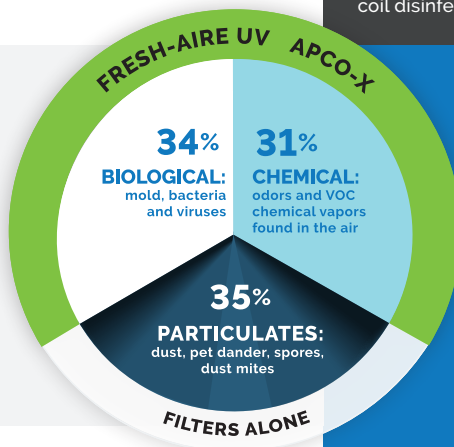 coil disinfe
FRESH-AIRE UV APCO-X
34%
BIOLOGICAL:
mold, bacteria
and viruses
31%
CHEMICAL:
odors and VOC
chemical vapors
found in the air
35%
PARTICULATES:
dust, pet dander, spores,
dust mites
FILTERS ALONE